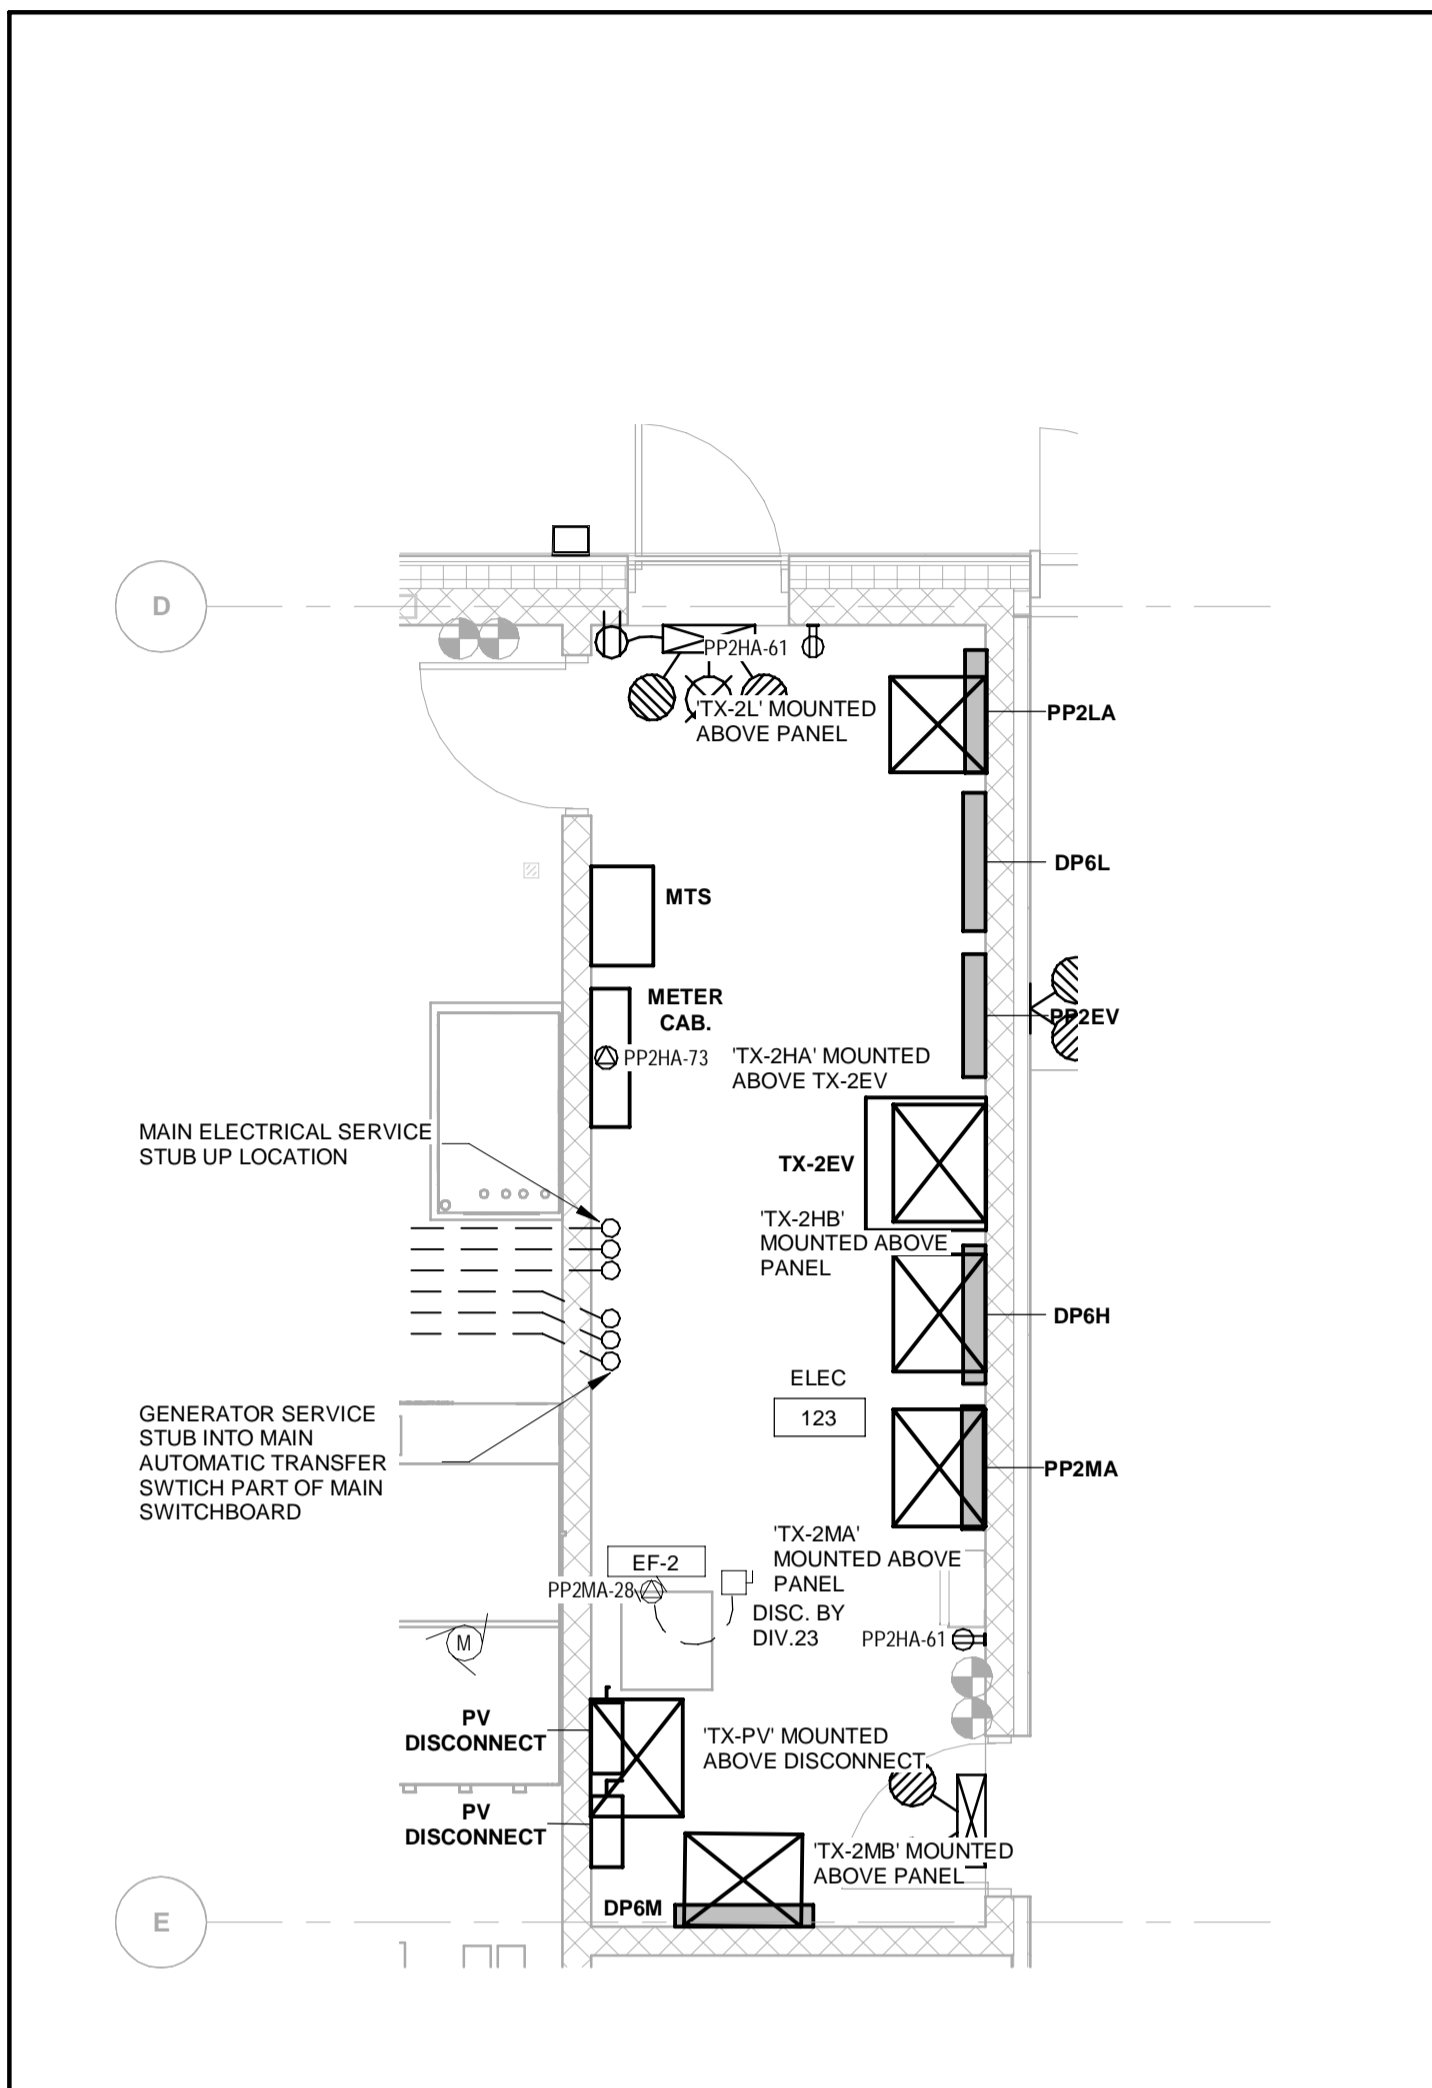 D
PP2HA-61
'TX-2L' MOUNTED
ABOVE PANEL
PP2LA
DP6L
MTS
METER
CAB.
PP2EV
PP2HA-73
'TX-2HA' MOUNTED
ABOVE TX-2EV
MAIN ELECTRICAL SERVICE
STUB UP LOCATION
TX-2EV
'TX-2HB'
MOUNTED ABOVE
PANEL
DP6H
ELEC
123
GENERATOR SERVICE
STUB INTO MAIN
AUTOMATIC TRANSFER
SWTICH PART OF MAIN
SWITCHBOARD
PP2MA
'TX-2MA'
MOUNTED ABOVE
PANEL
EF-2
PP2MA-28
DISC. BY
DIV.23
PP2HA-61
M
PV
DISCONNECT
'TX-PV' MOUNTED
ABOVE DISCONNECT
PV
DISCONNECT
'TX-2MB' MOUNTED
ABOVE PANEL
DP6M
E